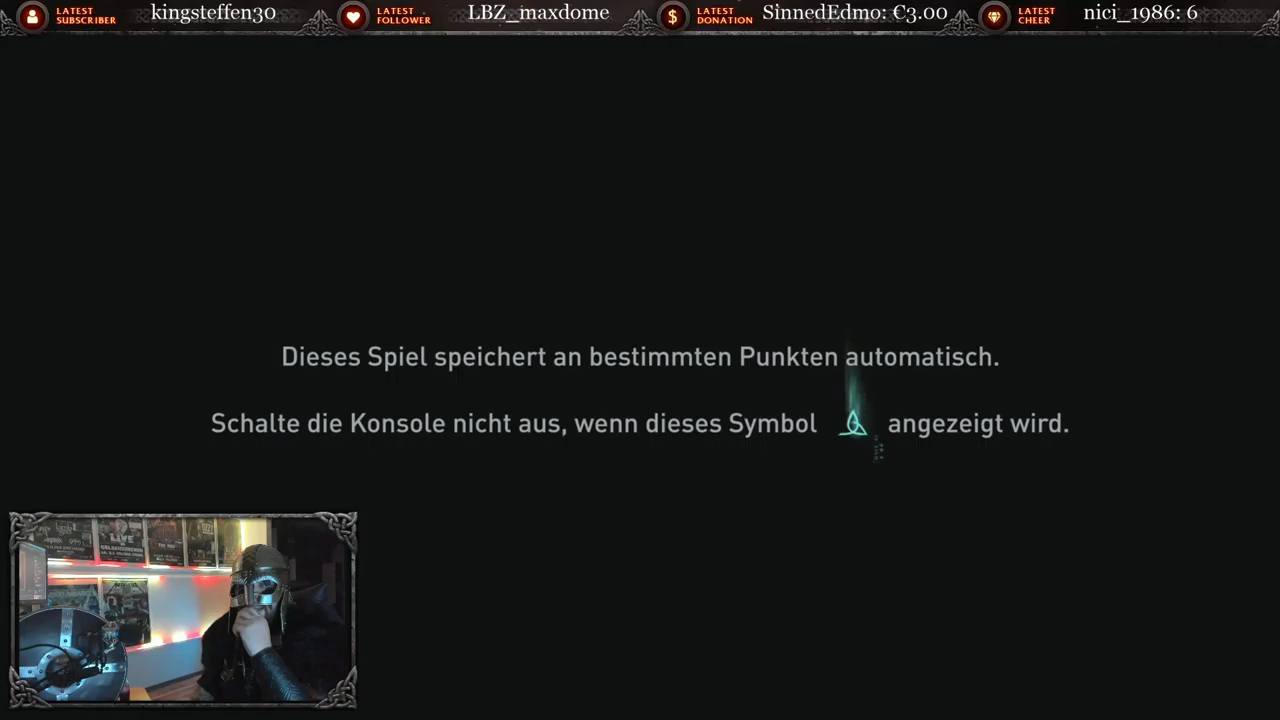 LATEST SUBSCRIBER kingsteffen30 LATEST FOLLOWER LBZ_maxdome LATEST DONATION SinnedEdmo: €3.00 LATEST CHEER nici_1986: 6
Dieses Spiel speichert an bestimmten Punkten automatisch.
Schalte die Konsole nicht aus, wenn dieses Symbol angezeigt wird.
LIVE